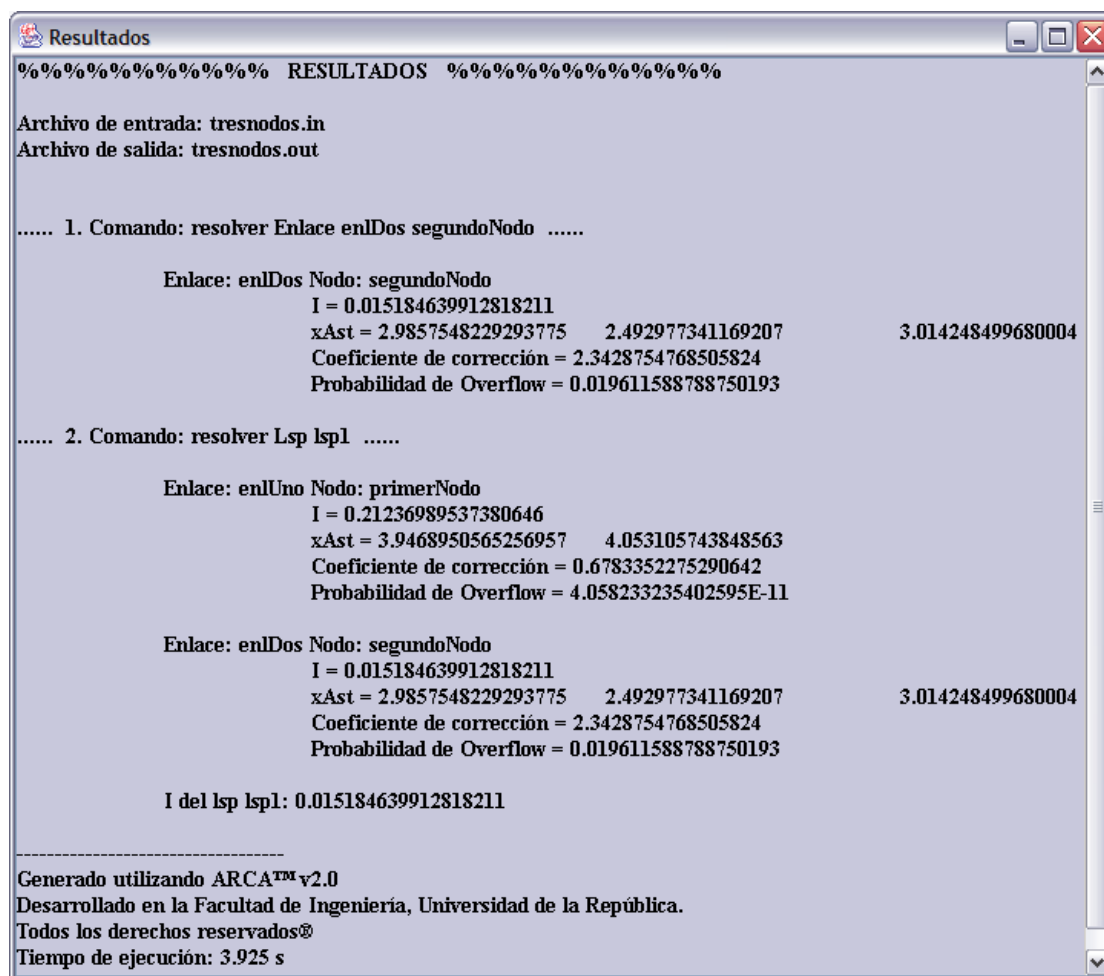 Resultados
%%%%%%%%%%% RESULTADOS %%%%%%%%%%%%
Archivo de entrada: tresnodos.in
Archivo de salida: tresnodos.out
...... 1. Comando: resolver Enlace enlDos segundoNodo ......
Enlace: enlDos Nodo: segundoNodo
I = 0.015184639912818211
xAst = 2.9857548229293775 2.492977341169207 3.014248499680004
Coeficiente de corrección = 2.3428754768505824
Probabilidad de Overflow = 0.019611588788750193
...... 2. Comando: resolver Lsp lsp1 ......
Enlace: enlUno Nodo: primerNodo
I = 0.21236989537380646
xAst = 3.9468950565256957 4.053105743848563
Coeficiente de corrección = 0.6783352275290642
Probabilidad de Overflow = 4.058233235402595E-11
Enlace: enlDos Nodo: segundoNodo
I = 0.015184639912818211
xAst = 2.9857548229293775 2.492977341169207 3.014248499680004
Coeficiente de corrección = 2.3428754768505824
Probabilidad de Overflow = 0.019611588788750193
I del lsp lsp1: 0.015184639912818211
-----------------------------------
Generado utilizando ARCA™ v2.0
Desarrollado en la Facultad de Ingeniería, Universidad de la República.
Todos los derechos reservados®
Tiempo de ejecución: 3.925 s